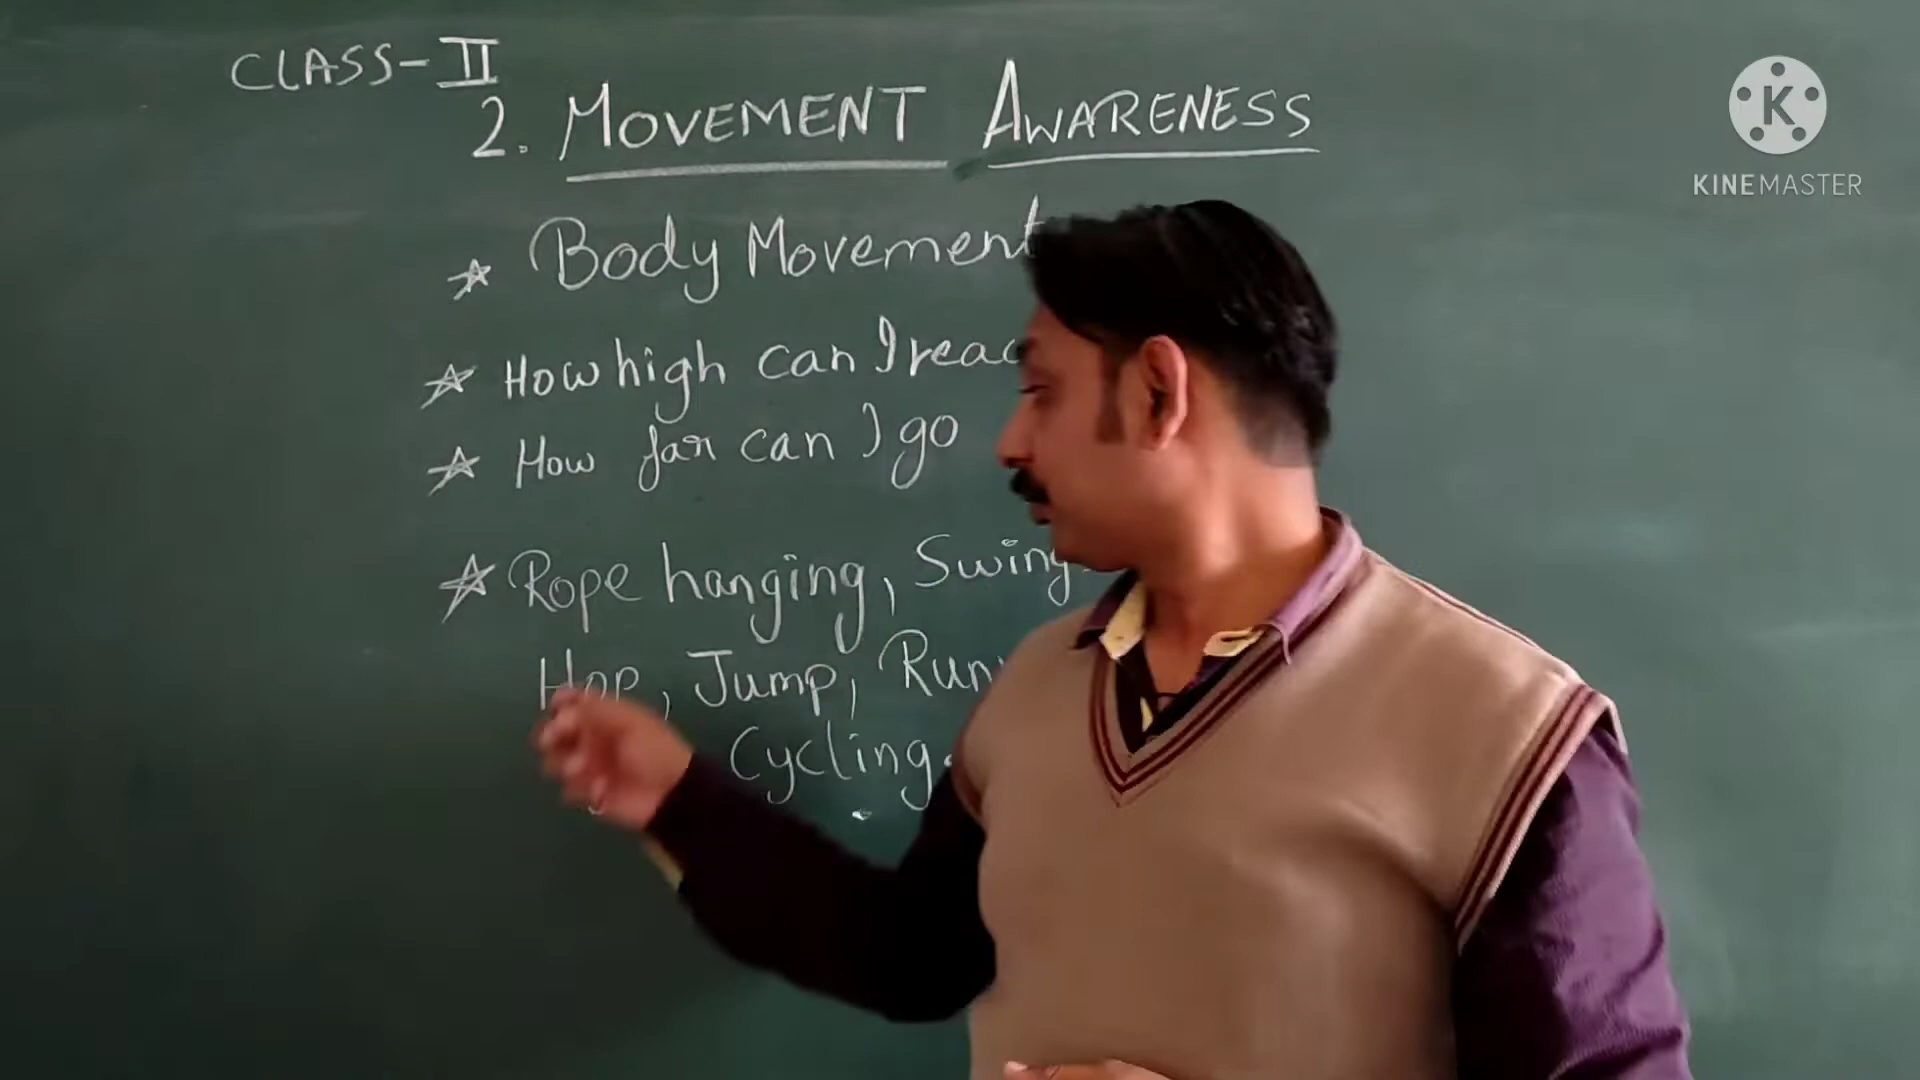 CLASS-II
2. MOVEMENT AWARENESS
Body Movement
How high can I reac
How far can I go
Rope hanging, Swing
Hop, Jump, Run
Cycling.
K
KINEMASTER